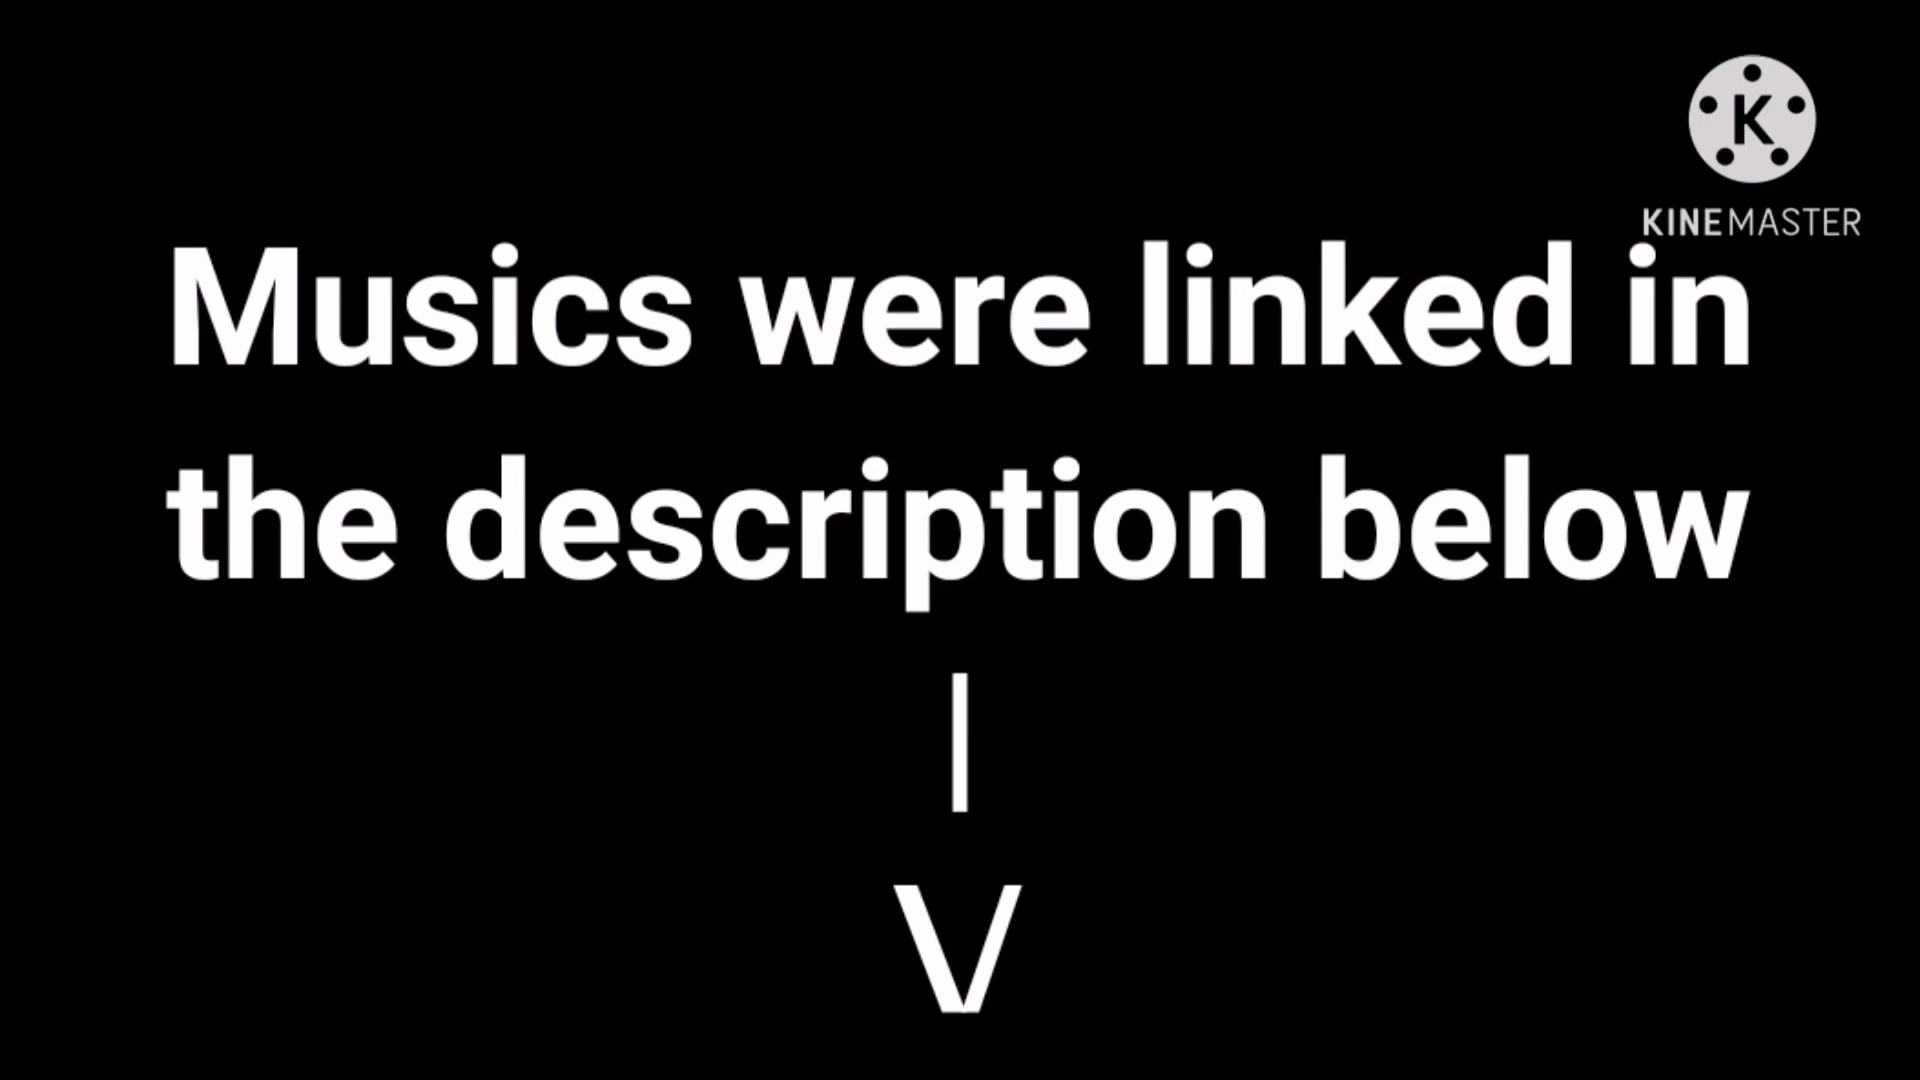 K
KINEMASTER
Musics were linked in
the description below
|
V